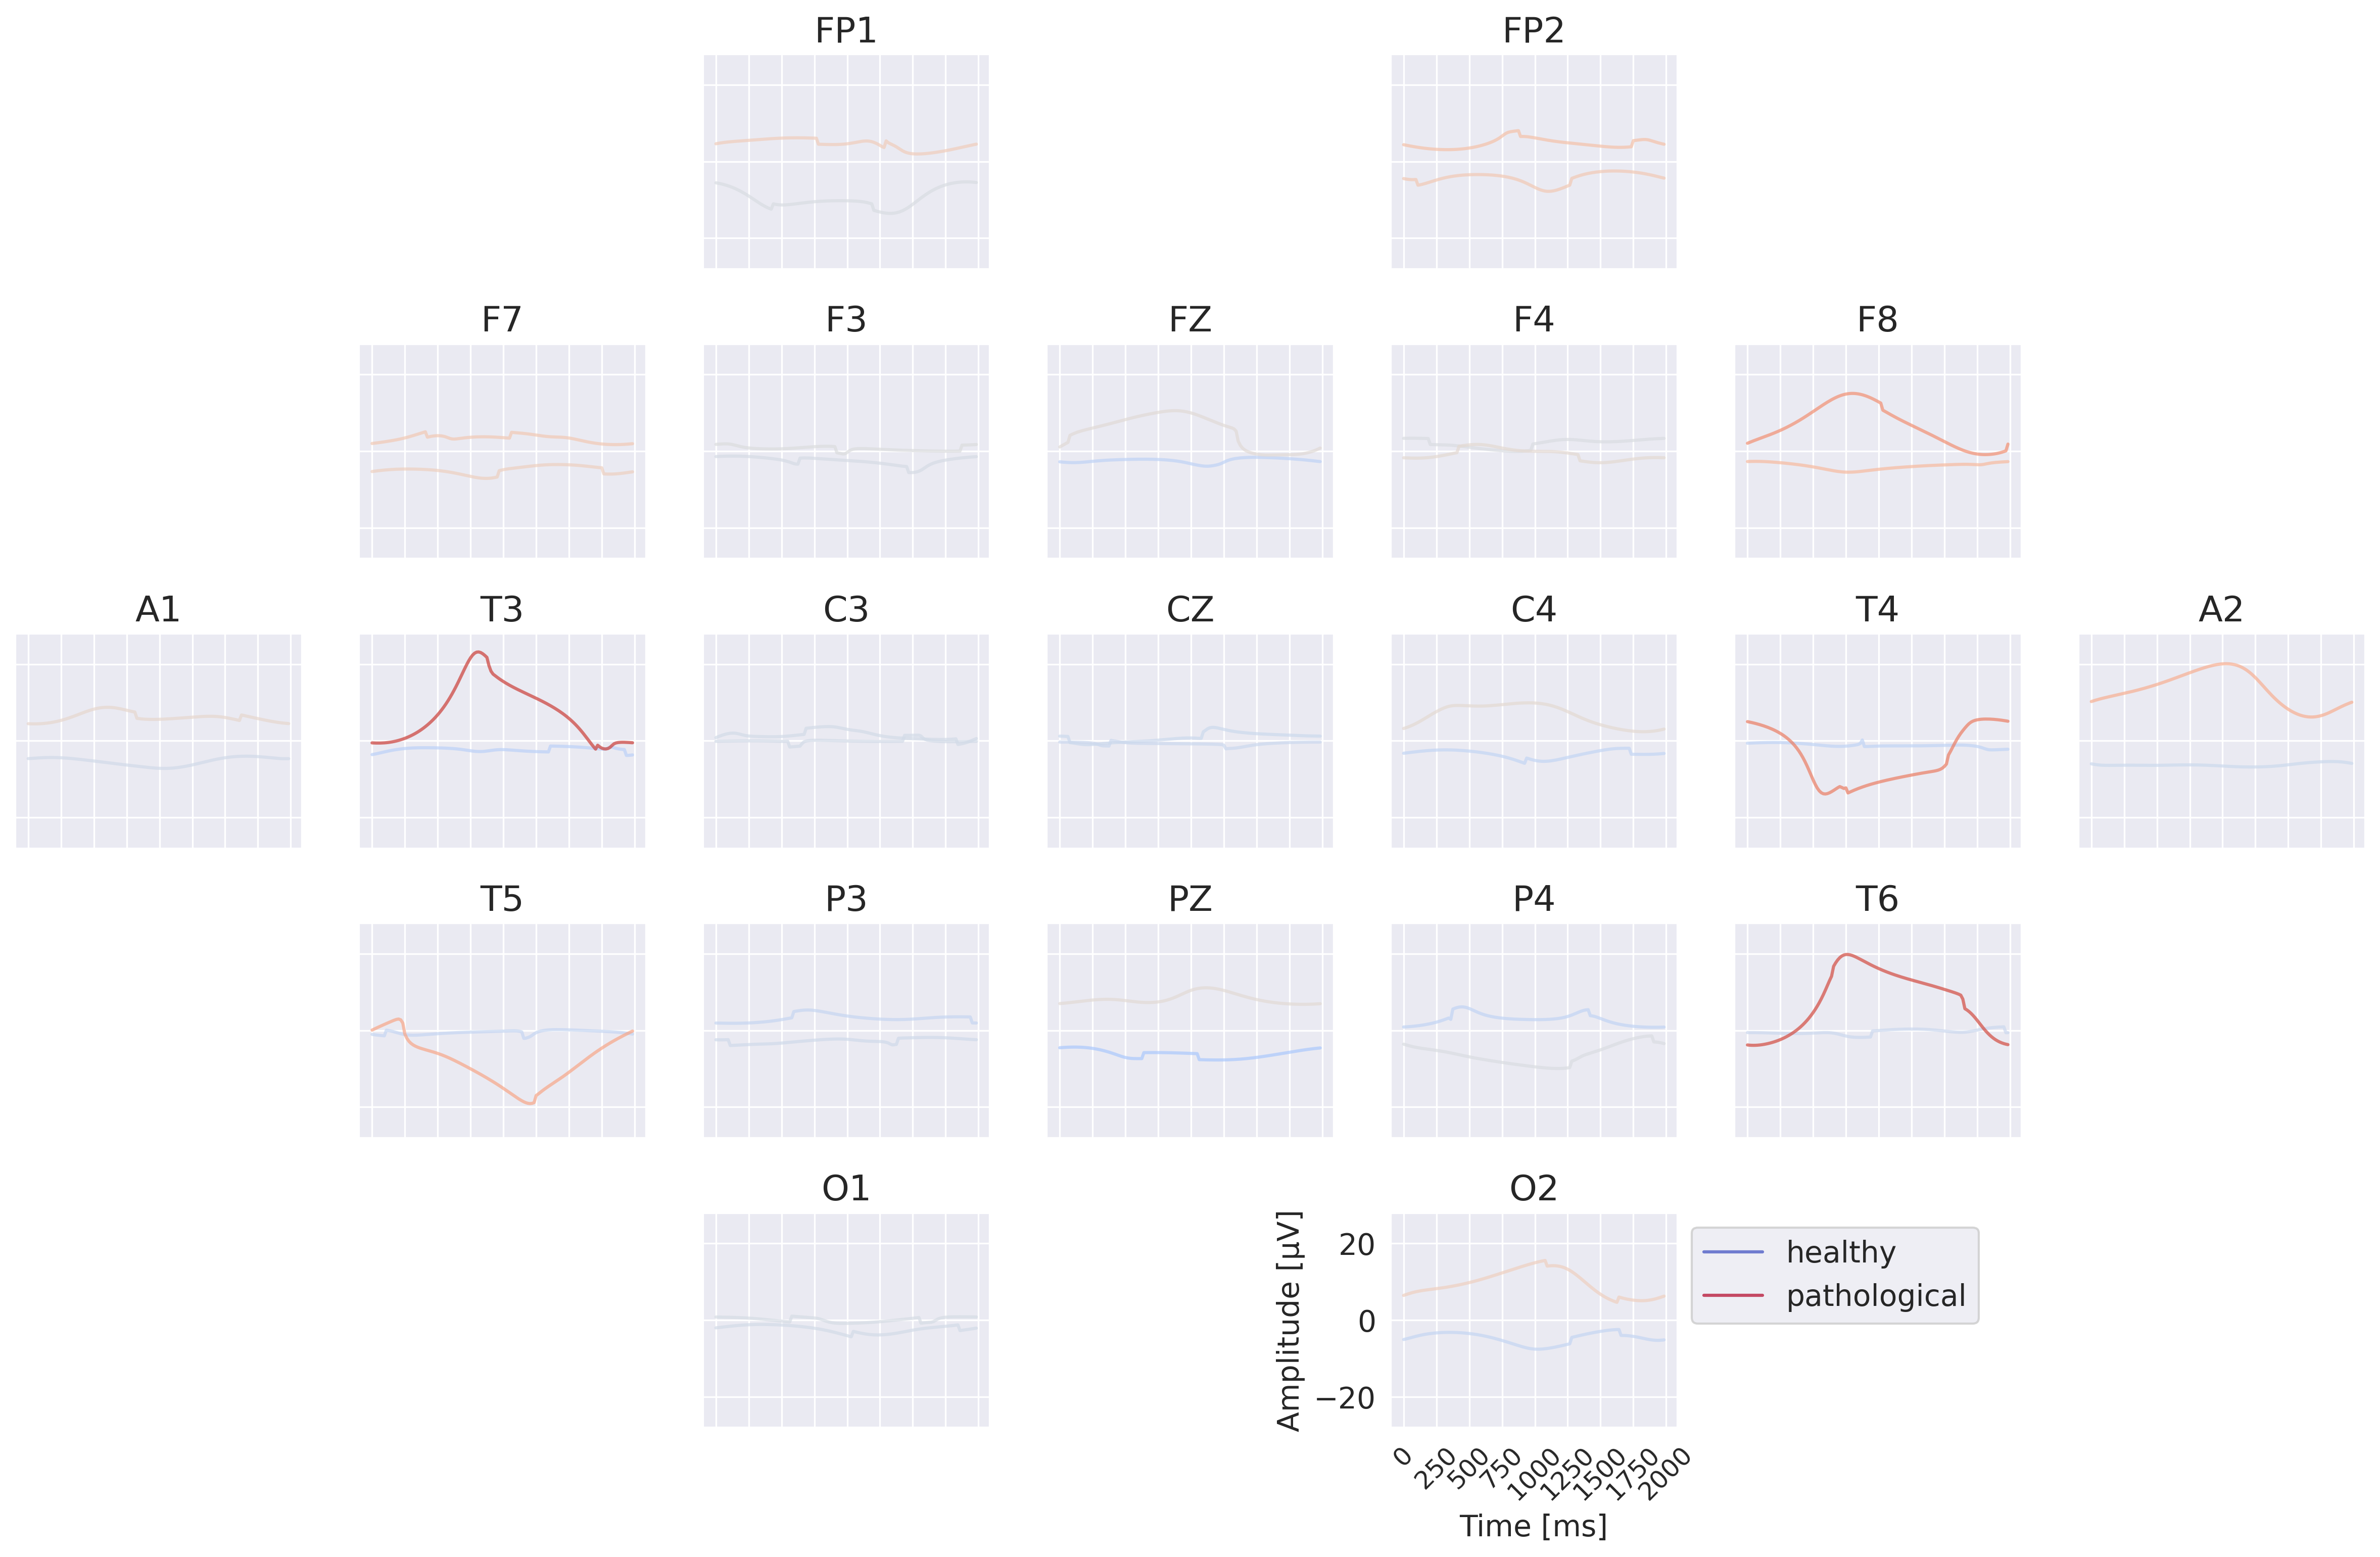 FP1
FP2
F7
F3
FZ
F4
F8
A1
T3
C3
CZ
C4
T4
A2
T5
P3
PZ
P4
T6
O1
O2
Amplitude [µV]
20
0
−20
0
250
500
750
1000
1250
1500
1750
2000
Time [ms]
healthy
pathological